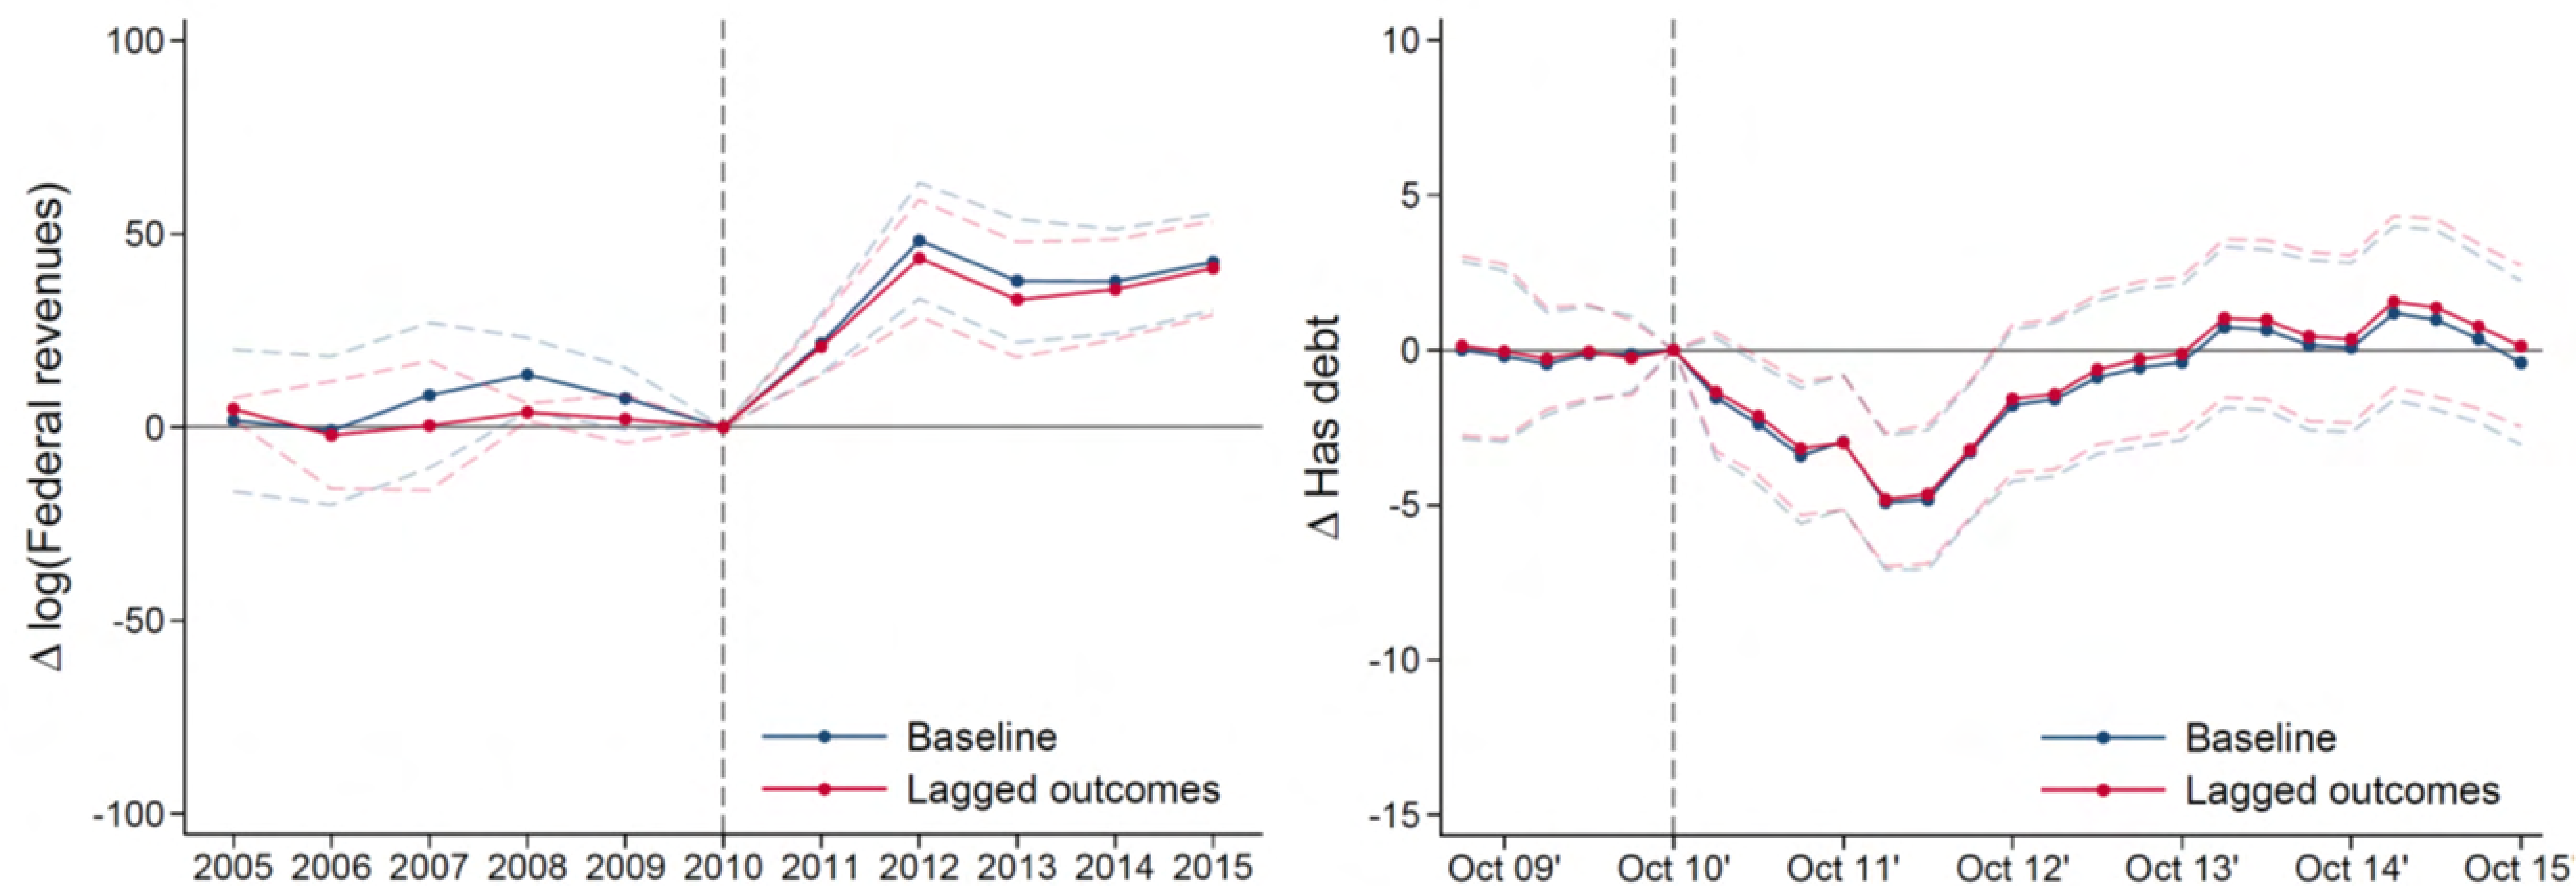 Δ log(Federal revenues)
100
50
0
-50
-100
2005 2006 2007 2008 2009 2010 2011 2012 2013 2014 2015
Baseline
Lagged outcomes
Δ Has debt
10
5
0
-5
-10
-15
Oct 09' Oct 10' Oct 11' Oct 12' Oct 13' Oct 14' Oct 15'
Baseline
Lagged outcomes